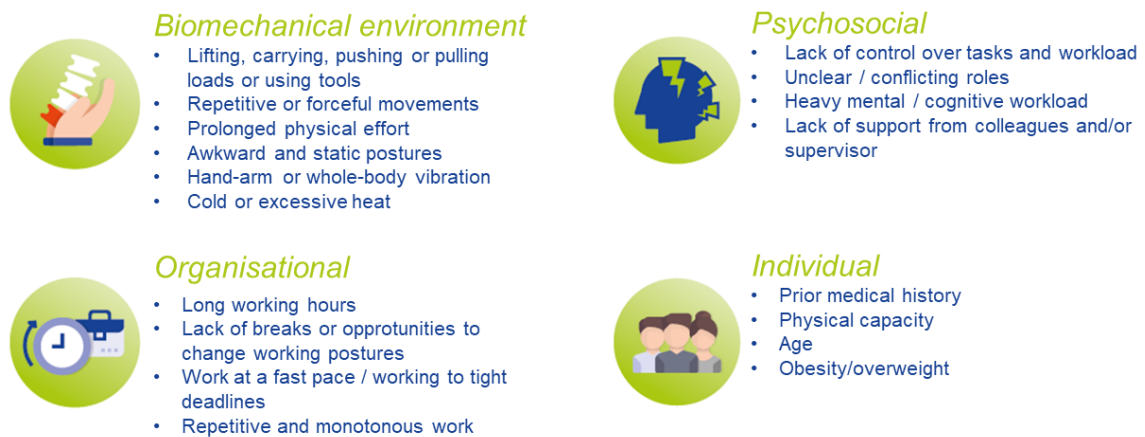 Biomechanical environment
• Lifting, carrying, pushing or pulling
loads or using tools
• Repetitive or forceful movements
• Prolonged physical effort
• Awkward and static postures
• Hand-arm or whole-body vibration
• Cold or excessive heat
Psychosocial
• Lack of control over tasks and workload
• Unclear / conflicting roles
• Heavy mental / cognitive workload
• Lack of support from colleagues and/or
supervisor
Organisational
• Long working hours
• Lack of breaks or opprotunities to
change working postures
• Work at a fast pace / working to tight
deadlines
• Repetitive and monotonous work
Individual
• Prior medical history
• Physical capacity
• Age
• Obesity/overweight